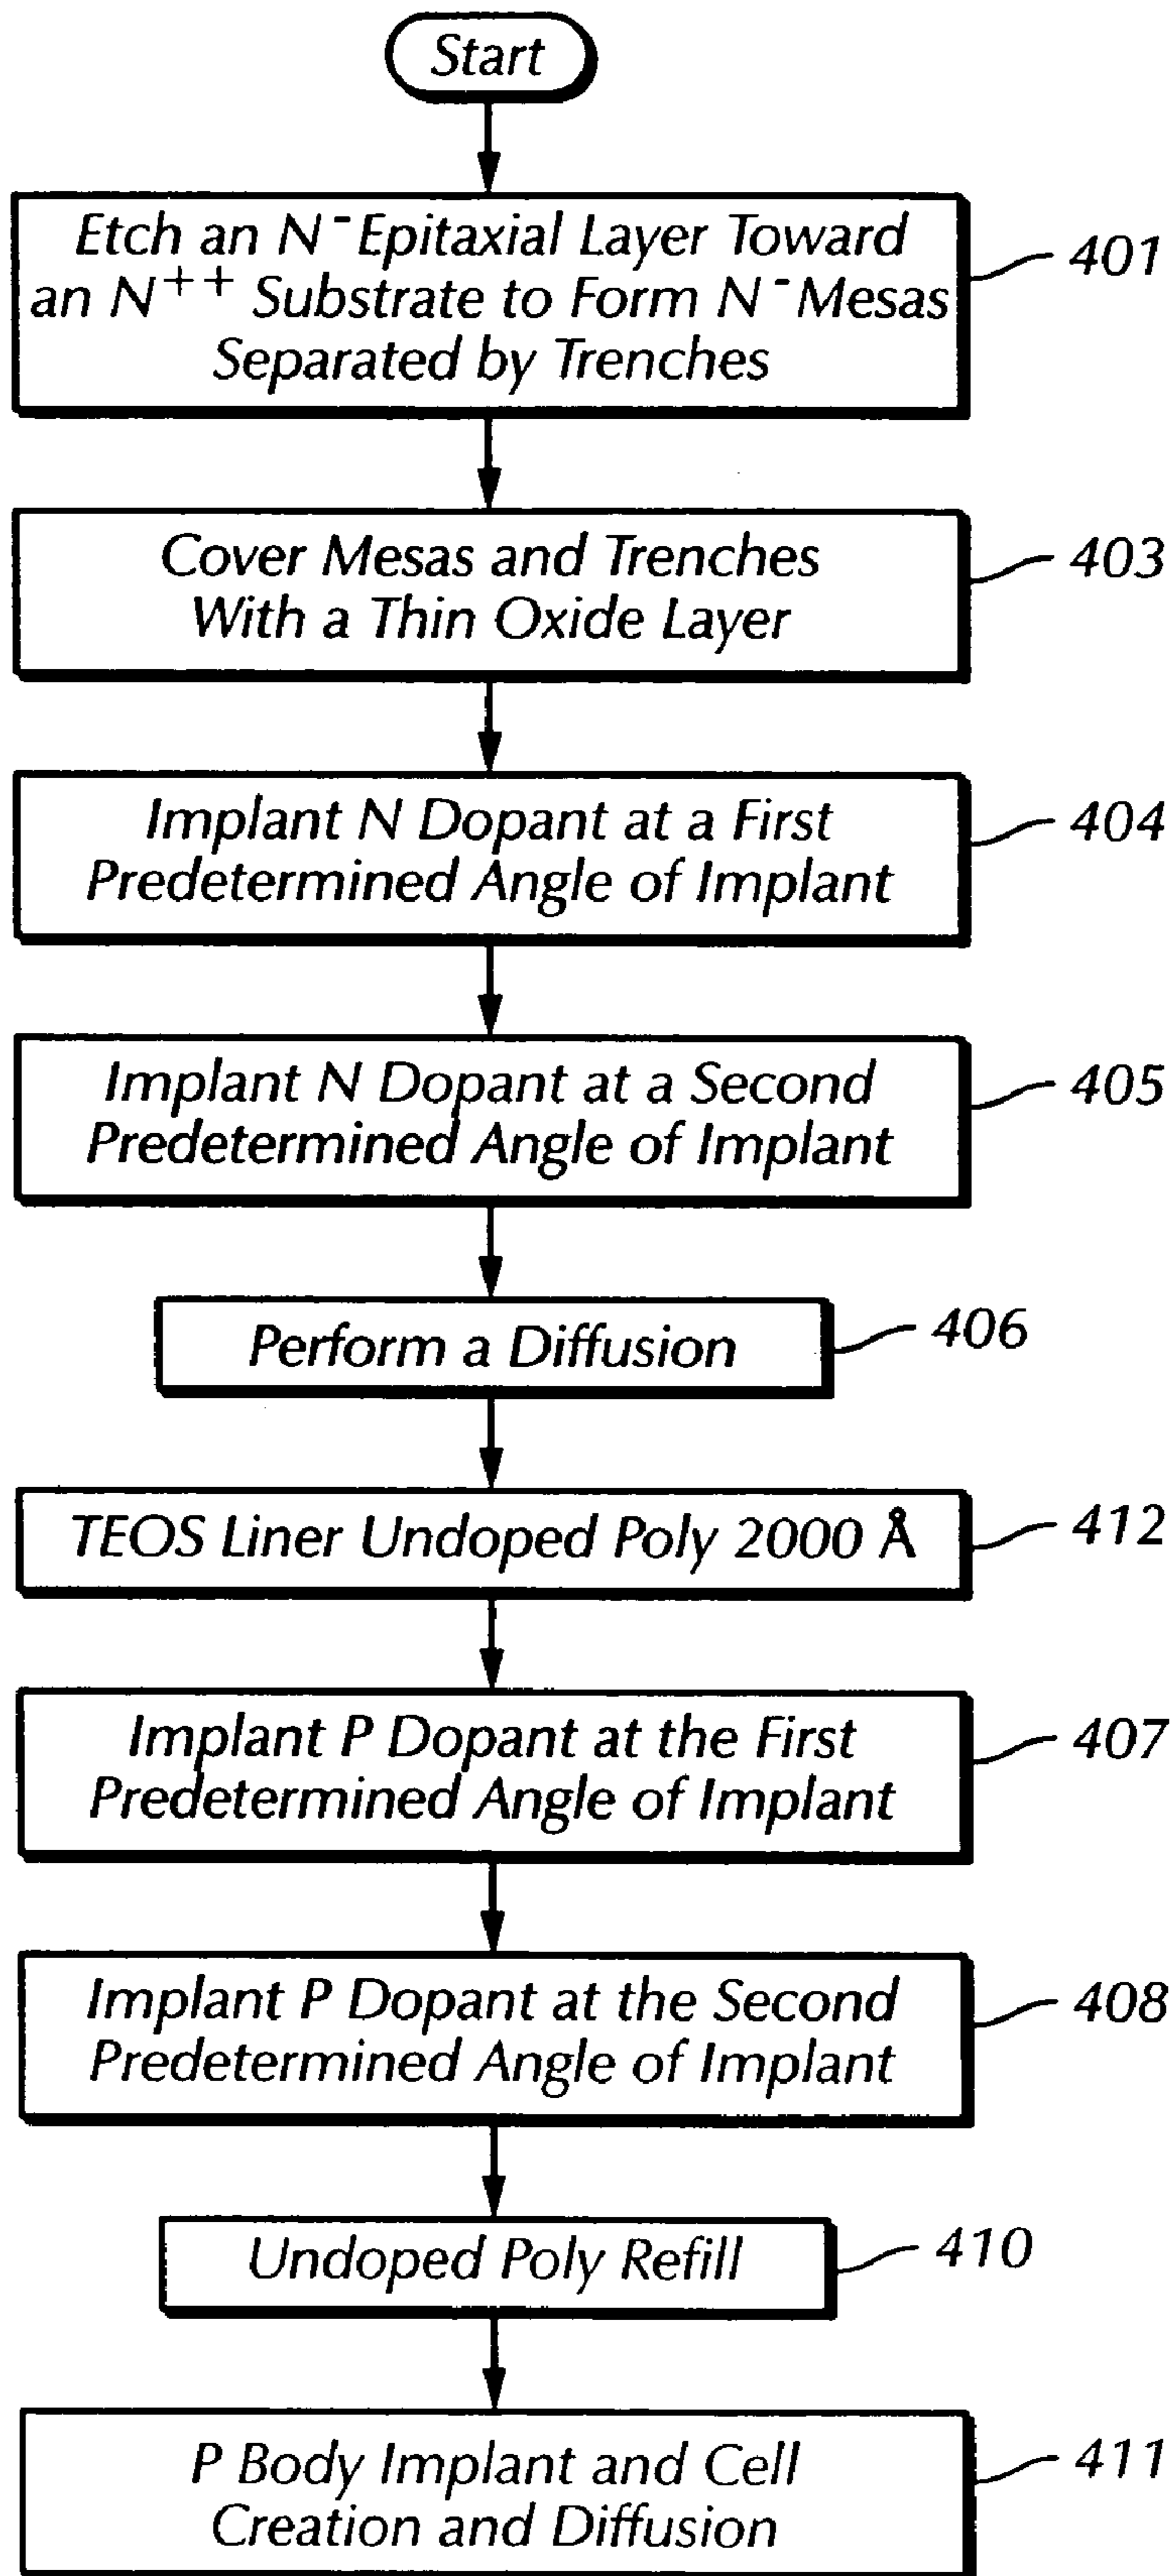 Start
Etch an N⁻ Epitaxial Layer Toward
an N⁺⁺ Substrate to Form N⁻ Mesas
Separated by Trenches
401
Cover Mesas and Trenches
With a Thin Oxide Layer
403
Implant N Dopant at a First
Predetermined Angle of Implant
404
Implant N Dopant at a Second
Predetermined Angle of Implant
405
Perform a Diffusion
406
TEOS Liner Undoped Poly 2000 Å
412
Implant P Dopant at the First
Predetermined Angle of Implant
407
Implant P Dopant at the Second
Predetermined Angle of Implant
408
Undoped Poly Refill
410
P Body Implant and Cell
Creation and Diffusion
411